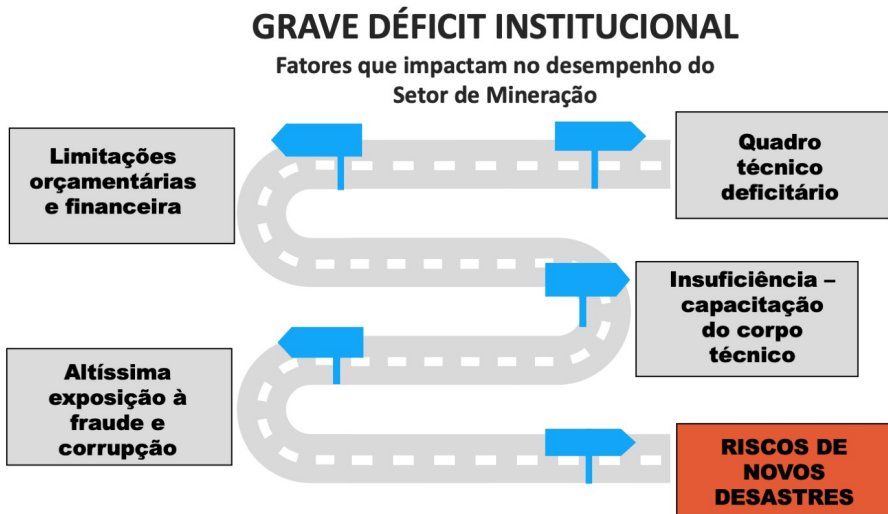 GRAVE DÉFICIT INSTITUCIONAL
Fatores que impactam no desempenho do
Setor de Mineração
Limitações
orçamentárias
e financeira
Quadro
técnico
deficitário
Insuficiência –
capacitação
do corpo
técnico
Altíssima
exposição à
fraude e
corrupção
RISCOS DE
NOVOS
DESASTRES